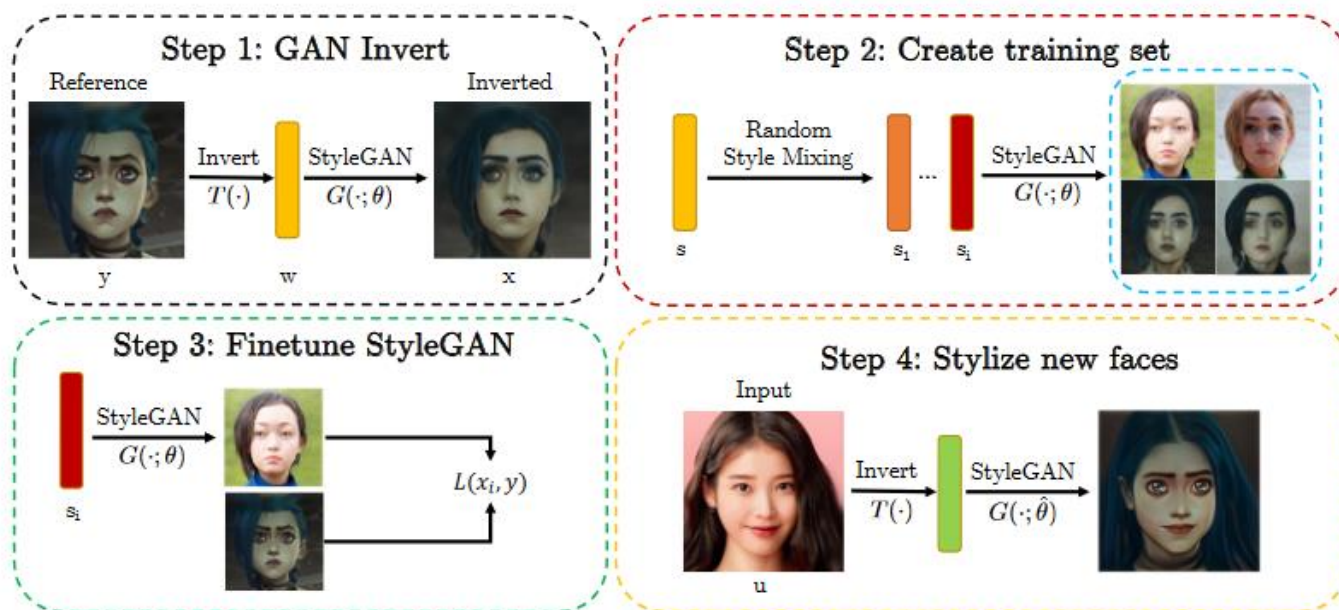 Step 1: GAN Invert
Reference
Inverted
Invert
T(·)
StyleGAN
G(·; θ)
y
w
x
Step 2: Create training set
Random
Style Mixing
StyleGAN
G(·; θ)
...
s
s₁
sᵢ
Step 3: Finetune StyleGAN
StyleGAN
G(·; θ)
L(xᵢ, y)
sᵢ
Step 4: Stylize new faces
Input
Invert
T(·)
StyleGAN
G(·; θ̂)
u